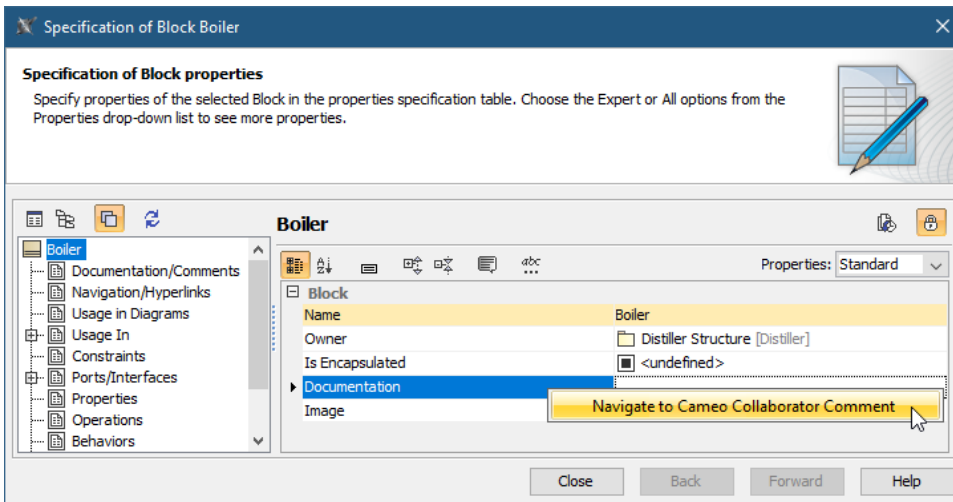 Specification of Block Boiler
Specification of Block properties
Specify properties of the selected Block in the properties specification table. Choose the Expert or All options from the
Properties drop-down list to see more properties.
Boiler
Boiler
Documentation/Comments
Navigation/Hyperlinks
Usage in Diagrams
Usage In
Constraints
Ports/Interfaces
Properties
Operations
Behaviors
Properties: Standard
Block
Name Boiler
Owner Distiller Structure [Distiller]
Is Encapsulated <undefined>
Documentation
Image
Navigate to Cameo Collaborator Comment
Close Back Forward Help